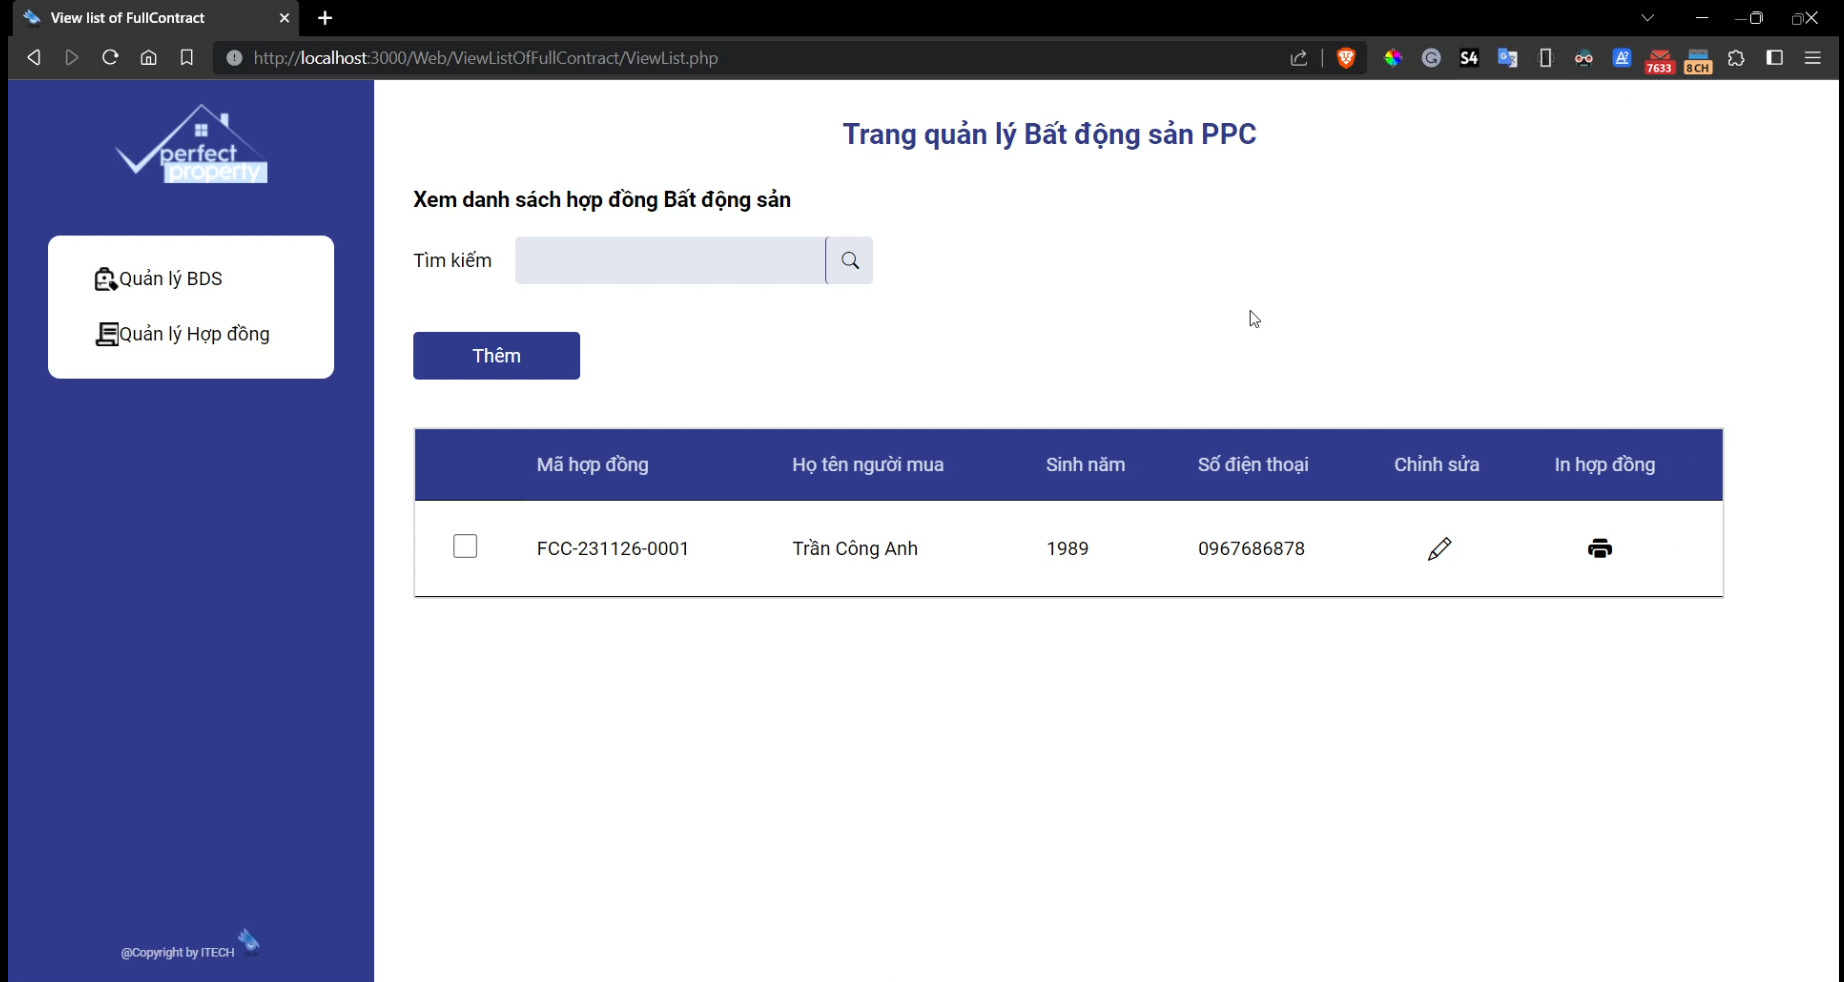 View list of FullContract
http://localhost:3000/Web/ViewListOfFullContract/ViewList.php
S4
A?
7633
8 CH
perfect
property
Quản lý BDS
Quản lý Hợp đồng
@Copyright by ITECH
Trang quản lý Bất động sản PPC
Xem danh sách hợp đồng Bất động sản
Tìm kiếm
Thêm
Mã hợp đồng Họ tên người mua Sinh năm Số điện thoại Chỉnh sửa In hợp đồng
FCC-231126-0001 Trần Công Anh 1989 0967686878